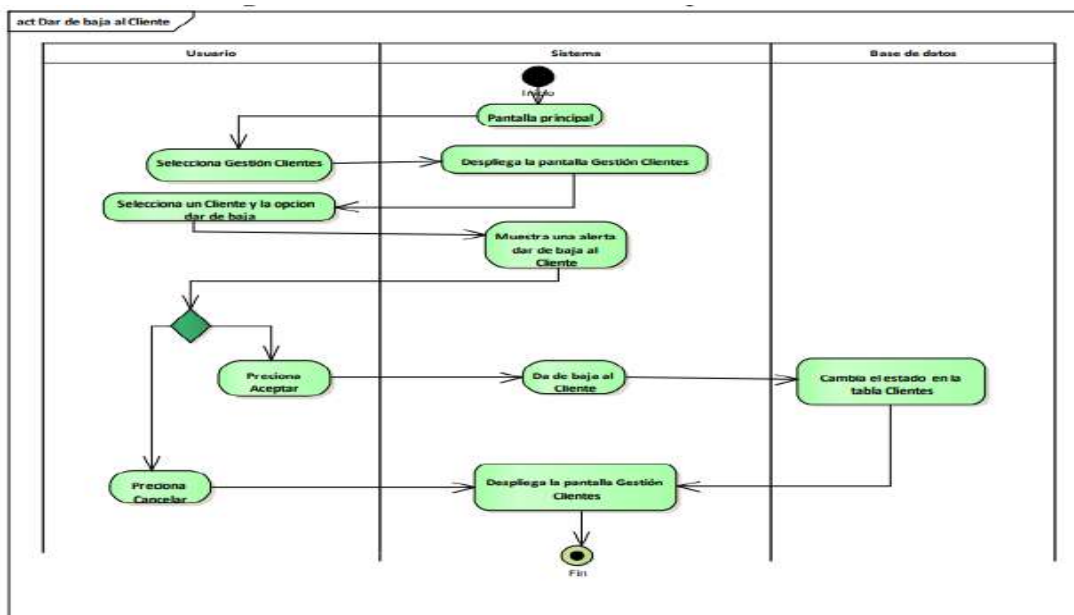 act Dar de baja al Cliente
Usuario
Sistema
Base de datos
Inicio
Pantalla principal
Selecciona Gestión Clientes
Despliega la pantalla Gestión Clientes
Selecciona un Cliente y la opcion
dar de baja
Muestra una alerta
dar de baja al
Cliente
Preciona
Aceptar
Da de baja al
Cliente
Cambia el estado en la
tabla Clientes
Preciona
Cancelar
Despliega la pantalla Gestión
Clientes
Fin